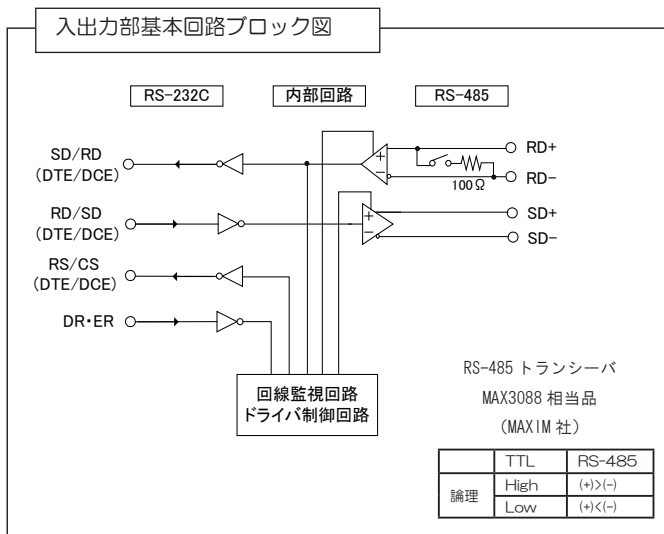 入出力部基本回路ブロック図
RS-232C
内部回路
RS-485
SD/RD
(DTE/DCE)
RD+
RD-
100Ω
RD/SD
(DTE/DCE)
SD+
SD-
RS/CS
(DTE/DCE)
DR・ER
回線監視回路
ドライバ制御回路
RS-485 トランシーバ
MAX3088 相当品
(MAXIM 社)
TTL RS-485
論理 High (+)>(-)
Low (+)<(-)